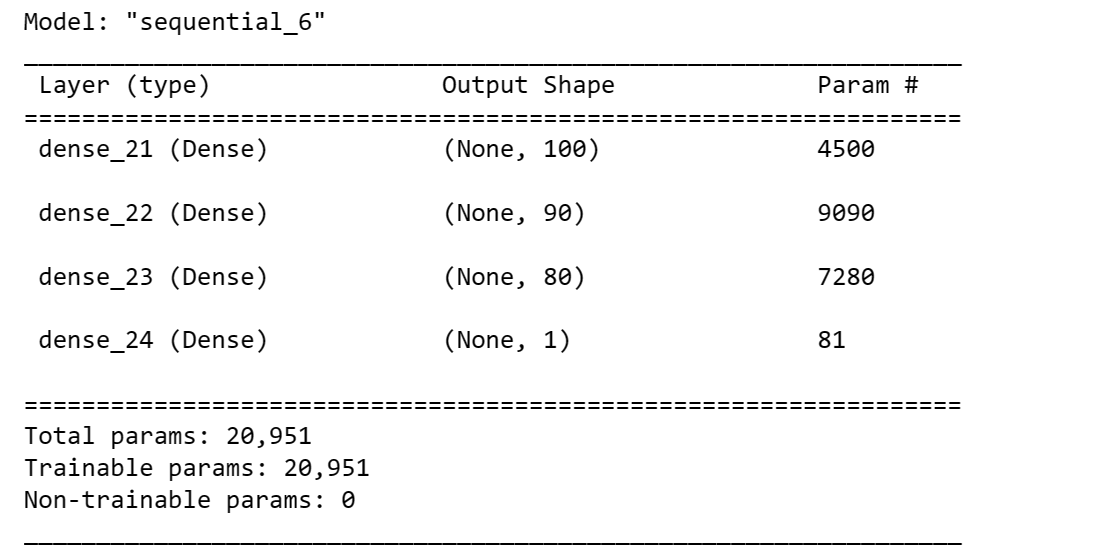 Model: "sequential_6"
_________________________________________________________________
Layer (type) Output Shape Param #
=================================================================
dense_21 (Dense) (None, 100) 4500
dense_22 (Dense) (None, 90) 9090
dense_23 (Dense) (None, 80) 7280
dense_24 (Dense) (None, 1) 81
=================================================================
Total params: 20,951
Trainable params: 20,951
Non-trainable params: 0
_________________________________________________________________